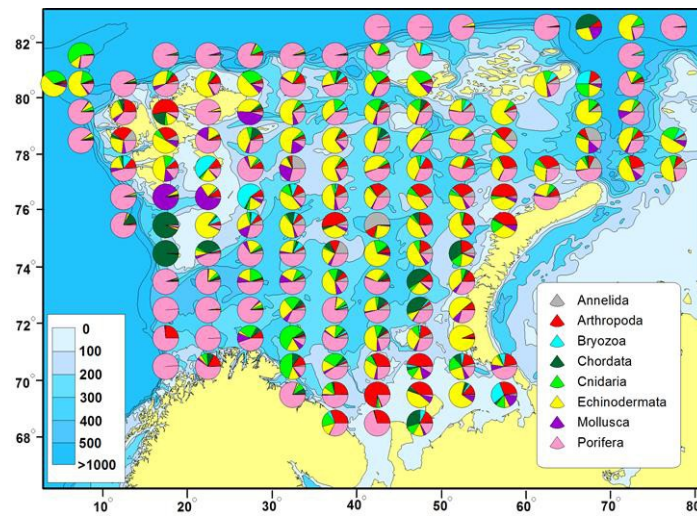 82°
80°
78°
76°
74°
72°
70°
68°
0
100
200
300
400
500
>1000
Annelida
Arthropoda
Bryozoa
Chordata
Cnidaria
Echinodermata
Mollusca
Porifera
10° 20° 30° 40° 50° 60° 70° 80°